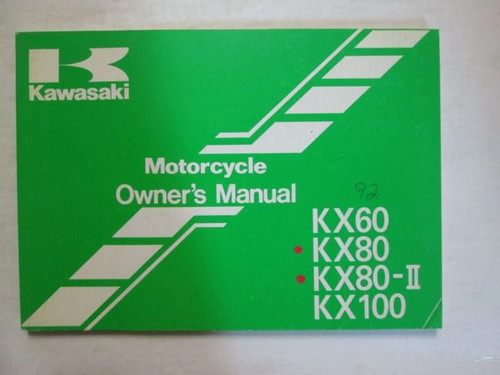 Kawasaki
Motorcycle
Owner's Manual
92
KX60
KX80
KX80-II
KX100